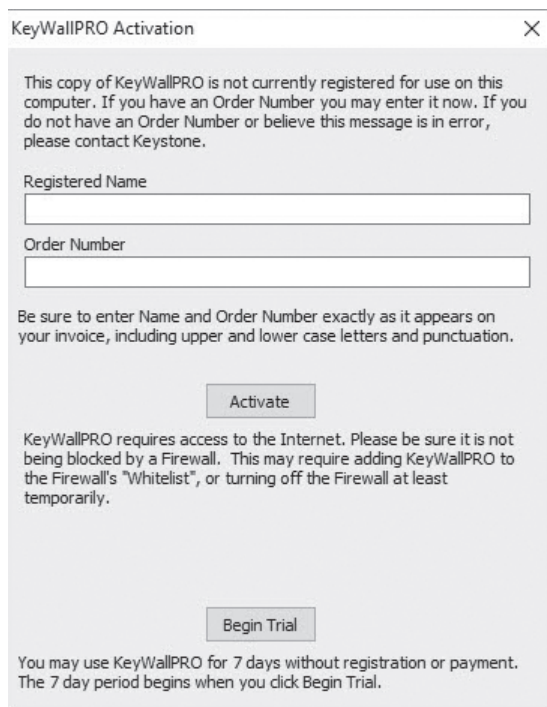 KeyWallPRO Activation
This copy of KeyWallPRO is not currently registered for use on this
computer. If you have an Order Number you may enter it now. If you
do not have an Order Number or believe this message is in error,
please contact Keystone.
Registered Name
Order Number
Be sure to enter Name and Order Number exactly as it appears on
your invoice, including upper and lower case letters and punctuation.
Activate
KeyWallPRO requires access to the Internet. Please be sure it is not
being blocked by a Firewall.  This may require adding KeyWallPRO to
the Firewall's "Whitelist", or turning off the Firewall at least
temporarily.
Begin Trial
You may use KeyWallPRO for 7 days without registration or payment.
The 7 day period begins when you click Begin Trial.